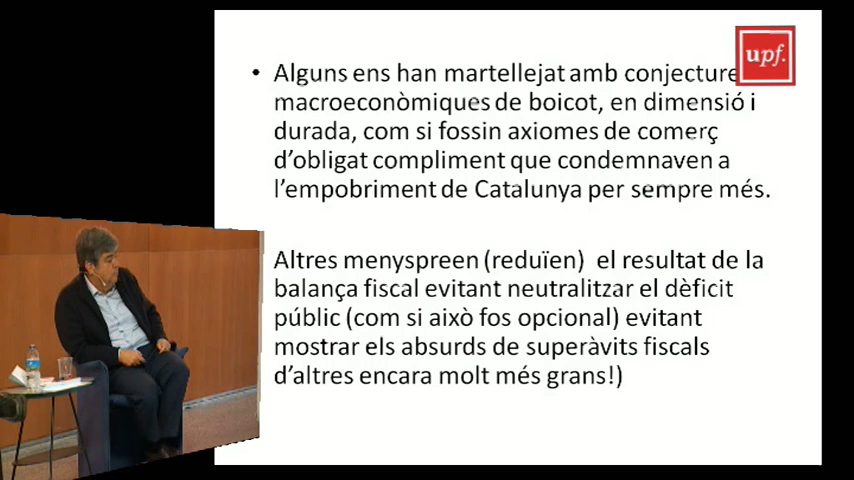 upf.
• Alguns ens han martellejat amb conjecture
macroeconòmiques de boicot, en dimensió i
durada, com si fossin axiomes de comerç
d'obligat compliment que condemnaven a
l'empobriment de Catalunya per sempre més.
Altres menyspreen (reduïen) el resultat de la
balança fiscal evitant neutralitzar el dèficit
públic (com si això fos opcional) evitant
mostrar els absurds de superàvits fiscals
d'altres encara molt més grans!)